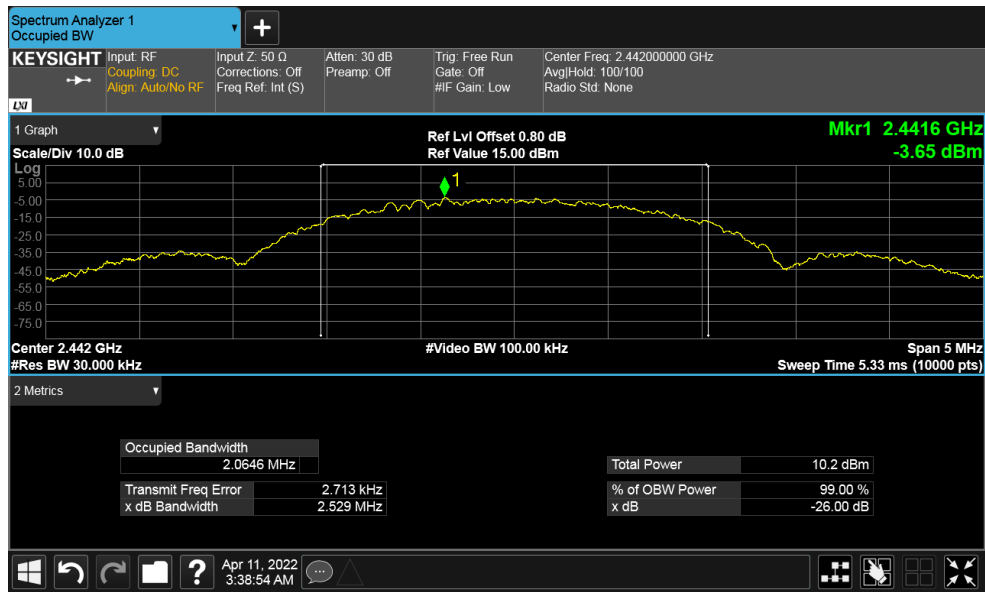 Spectrum Analyzer 1
Occupied BW
+
KEYSIGHT
LXI
Input: RF
Coupling: DC
Align: Auto/No RF
Input Z: 50 Ω
Corrections: Off
Freq Ref: Int (S)
Atten: 30 dB
Preamp: Off
Trig: Free Run
Gate: Off
#IF Gain: Low
Center Freq: 2.442000000 GHz
Avg|Hold: 100/100
Radio Std: None
1 Graph
Scale/Div 10.0 dB
Ref Lvl Offset 0.80 dB
Ref Value 15.00 dBm
Mkr1 2.4416 GHz
-3.65 dBm
Log
5.00
-5.00
-15.0
-25.0
-35.0
-45.0
-55.0
-65.0
-75.0
1
Center 2.442 GHz
#Video BW 100.00 kHz
Span 5 MHz
#Res BW 30.000 kHz
Sweep Time 5.33 ms (10000 pts)
2 Metrics
Occupied Bandwidth
2.0646 MHz
Total Power 10.2 dBm
Transmit Freq Error 2.713 kHz
% of OBW Power 99.00 %
x dB Bandwidth 2.529 MHz
x dB -26.00 dB
?
Apr 11, 2022
3:38:54 AM